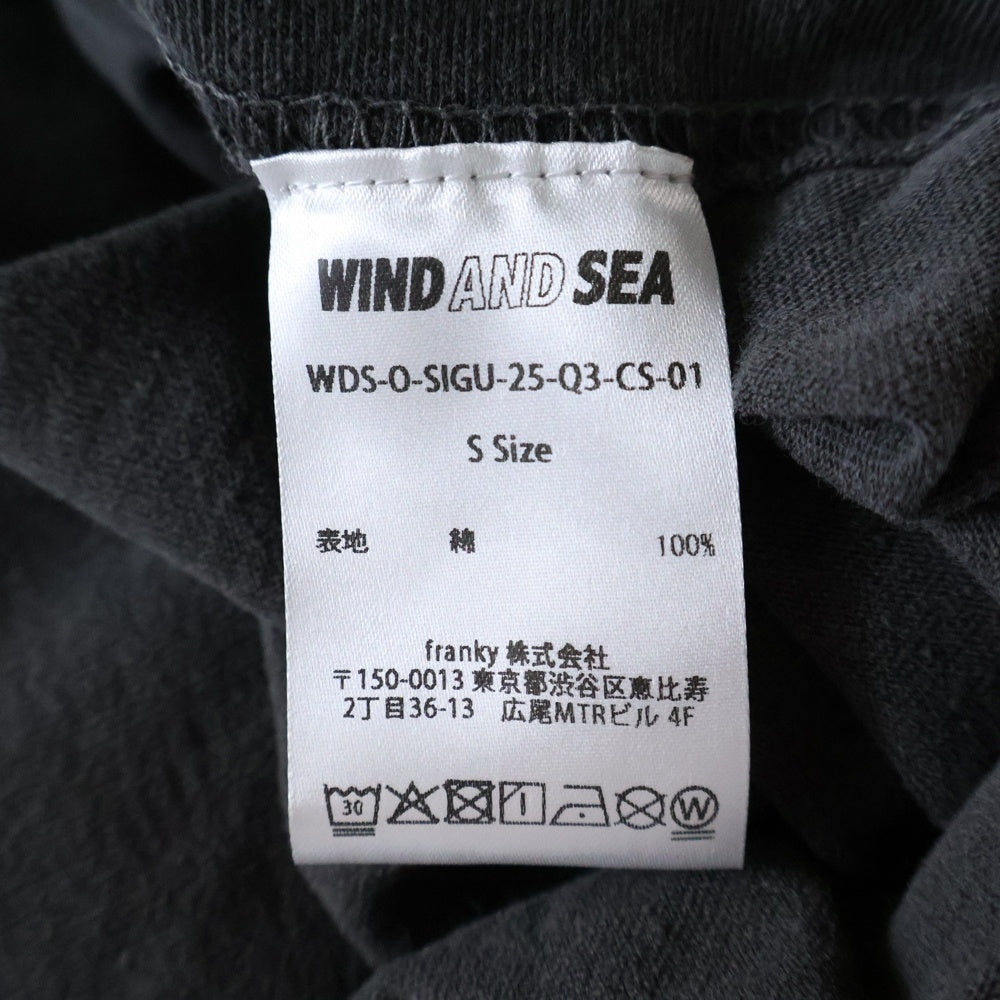 WIND AND SEA
WDS-O-SIGU-25-Q3-CS-01
S Size
表地 綿 100%
franky 株式会社
〒150-0013 東京都渋谷区恵比寿
2丁目36-13 広尾MTRビル 4F
30 W